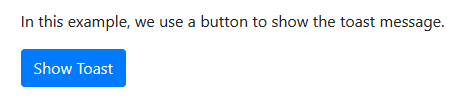 In this example, we use a button to show the toast message.
Show Toast